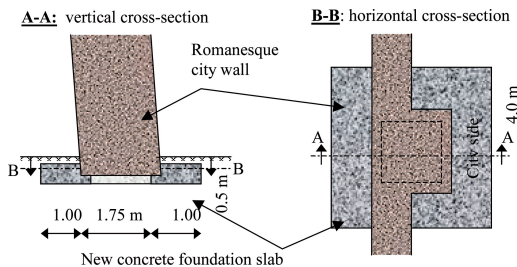 A-A: vertical cross-section
B-B: horizontal cross-section
Romanesque
city wall
B
B
0.5 m
1.00 1.75 m 1.00
New concrete foundation slab
A
A
City side
4.0 m